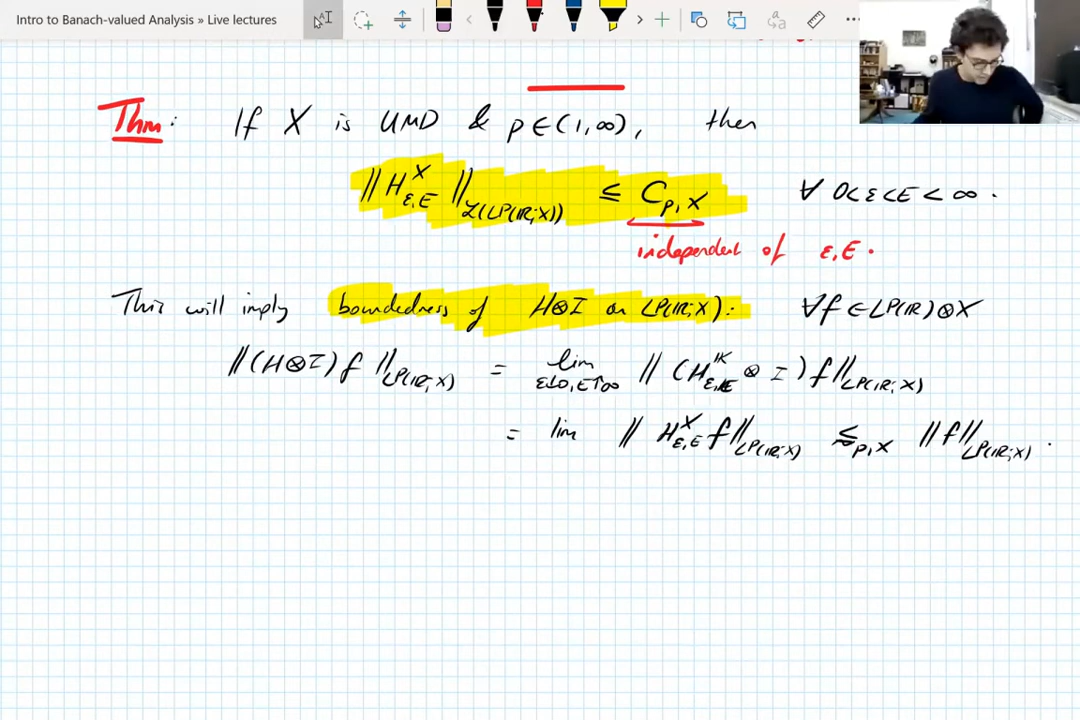 Intro to Banach-valued Analysis » Live lectures
Thm: If X is UMD & p∈(1,∞), then
‖H^X_{ε,E}‖_{ℒ(L^p(ℝ;X))} ≤ C_{p,X} ∀ 0<ε<E<∞.
independent of ε,E.
This will imply boundedness of H⊗I on L^p(ℝ;X): ∀f∈L^p(ℝ)⊗X
‖(H⊗I)f‖_{L^p(ℝ;X)} = lim_{ε↓0,E↑∞} ‖(H^𝕂_{ε,E}⊗I)f‖_{L^p(ℝ;X)}
= lim ‖H^X_{ε,E}f‖_{L^p(ℝ;X)} ≲_{p,X} ‖f‖_{L^p(ℝ;X)}.